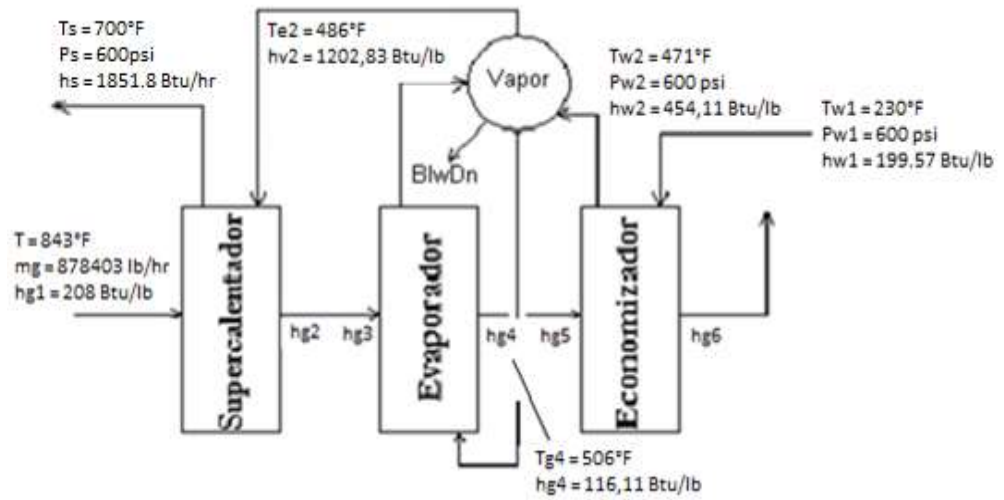 Ts = 700°F
Ps = 600psi
hs = 1851.8 Btu/hr
Te2 = 486°F
hv2 = 1202,83 Btu/lb
Vapor
Tw2 = 471°F
Pw2 = 600 psi
hw2 = 454,11 Btu/lb
Tw1 = 230°F
Pw1 = 600 psi
hw1 = 199,57 Btu/lb
BlwDn
T = 843°F
mg = 878403 lb/hr
hg1 = 208 Btu/lb
Supercalentador
hg2
hg3
Evaporador
hg4
hg5
Economizador
hg6
Tg4 = 506°F
hg4 = 116,11 Btu/lb